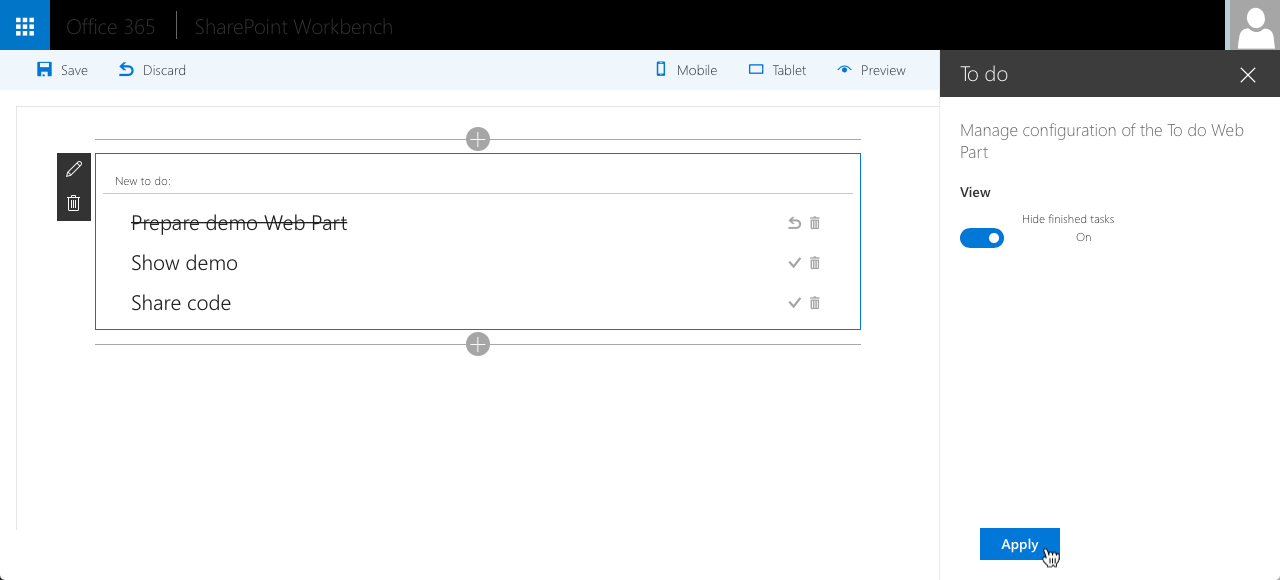 Office 365 SharePoint Workbench
Save Discard Mobile Tablet Preview
To do
Manage configuration of the To do Web
Part
View
Hide finished tasks
On
Apply
New to do:
Prepare demo Web Part
Show demo
Share code